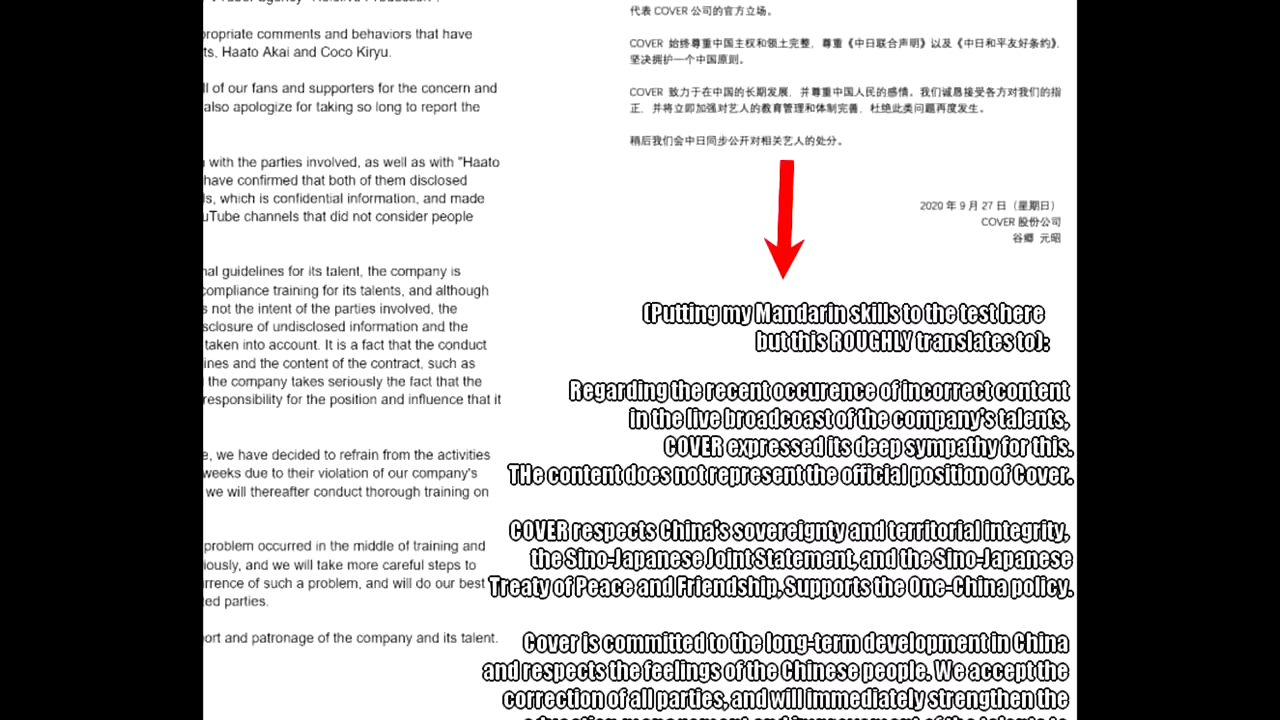 propriate comments and behaviors that have
ts, Haato Akai and Coco Kiryu.
ll of our fans and supporters for the concern and
also apologize for taking so long to report the
with the parties involved, as well as with "Haato
have confirmed that both of them disclosed
ls, which is confidential information, and made
uTube channels that did not consider people
nal guidelines for its talent, the company is
compliance training for its talents, and although
s not the intent of the parties involved, the
sclosure of undisclosed information and the
taken into account. It is a fact that the conduct
lines and the content of the contract, such as
the company takes seriously the fact that the
responsibility for the position and influence that it
e, we have decided to refrain from the activities
weeks due to their violation of our company's
we will thereafter conduct thorough training on
problem occurred in the middle of training and
iously, and we will take more careful steps to
rrence of such a problem, and will do our best
ted parties.
ort and patronage of the company and its talent.
代表 COVER 公司的官方立场。
COVER 始终尊重中国主权和领土完整，尊重《中日联合声明》以及《中日和平友好条约》，
坚决拥护一个中国原则。
COVER 致力于在中国的长期发展，并尊重中国人民的感情。我们诚恳接受各方对我们的指
正，并将立即加强对艺人的教育管理和体制完善，杜绝此类问题再度发生。
稍后我们会中日同步公开对相关艺人的处分。
2020 年 9 月 27 日（星期日）
COVER 股份公司
谷郷 元昭
(Putting my Mandarin skills to the test here
but this ROUGHLY translates to):
Regarding the recent occurence of incorrect content
in the live broadcoast of the company's talents,
COVER expressed its deep sympathy for this.
THe content does not represent the official position of Cover.
COVER respects China's sovereignty and territorial integrity,
the Sino-Japanese Joint Statement, and the Sino-Japanese
Treaty of Peace and Friendship, Supports the One-China policy.
Cover is committed to the long-term development in China
and respects the feelings of the Chinese people. We accept the
correction of all parties, and will immediately strengthen the